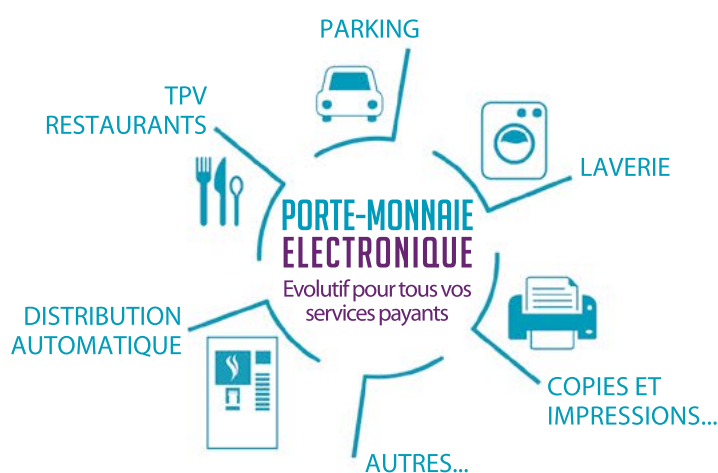 PARKING
TPV
RESTAURANTS
LAVERIE
PORTE-MONNAIE
ELECTRONIQUE
Evolutif pour tous vos
services payants
DISTRIBUTION
AUTOMATIQUE
COPIES ET
IMPRESSIONS...
AUTRES...